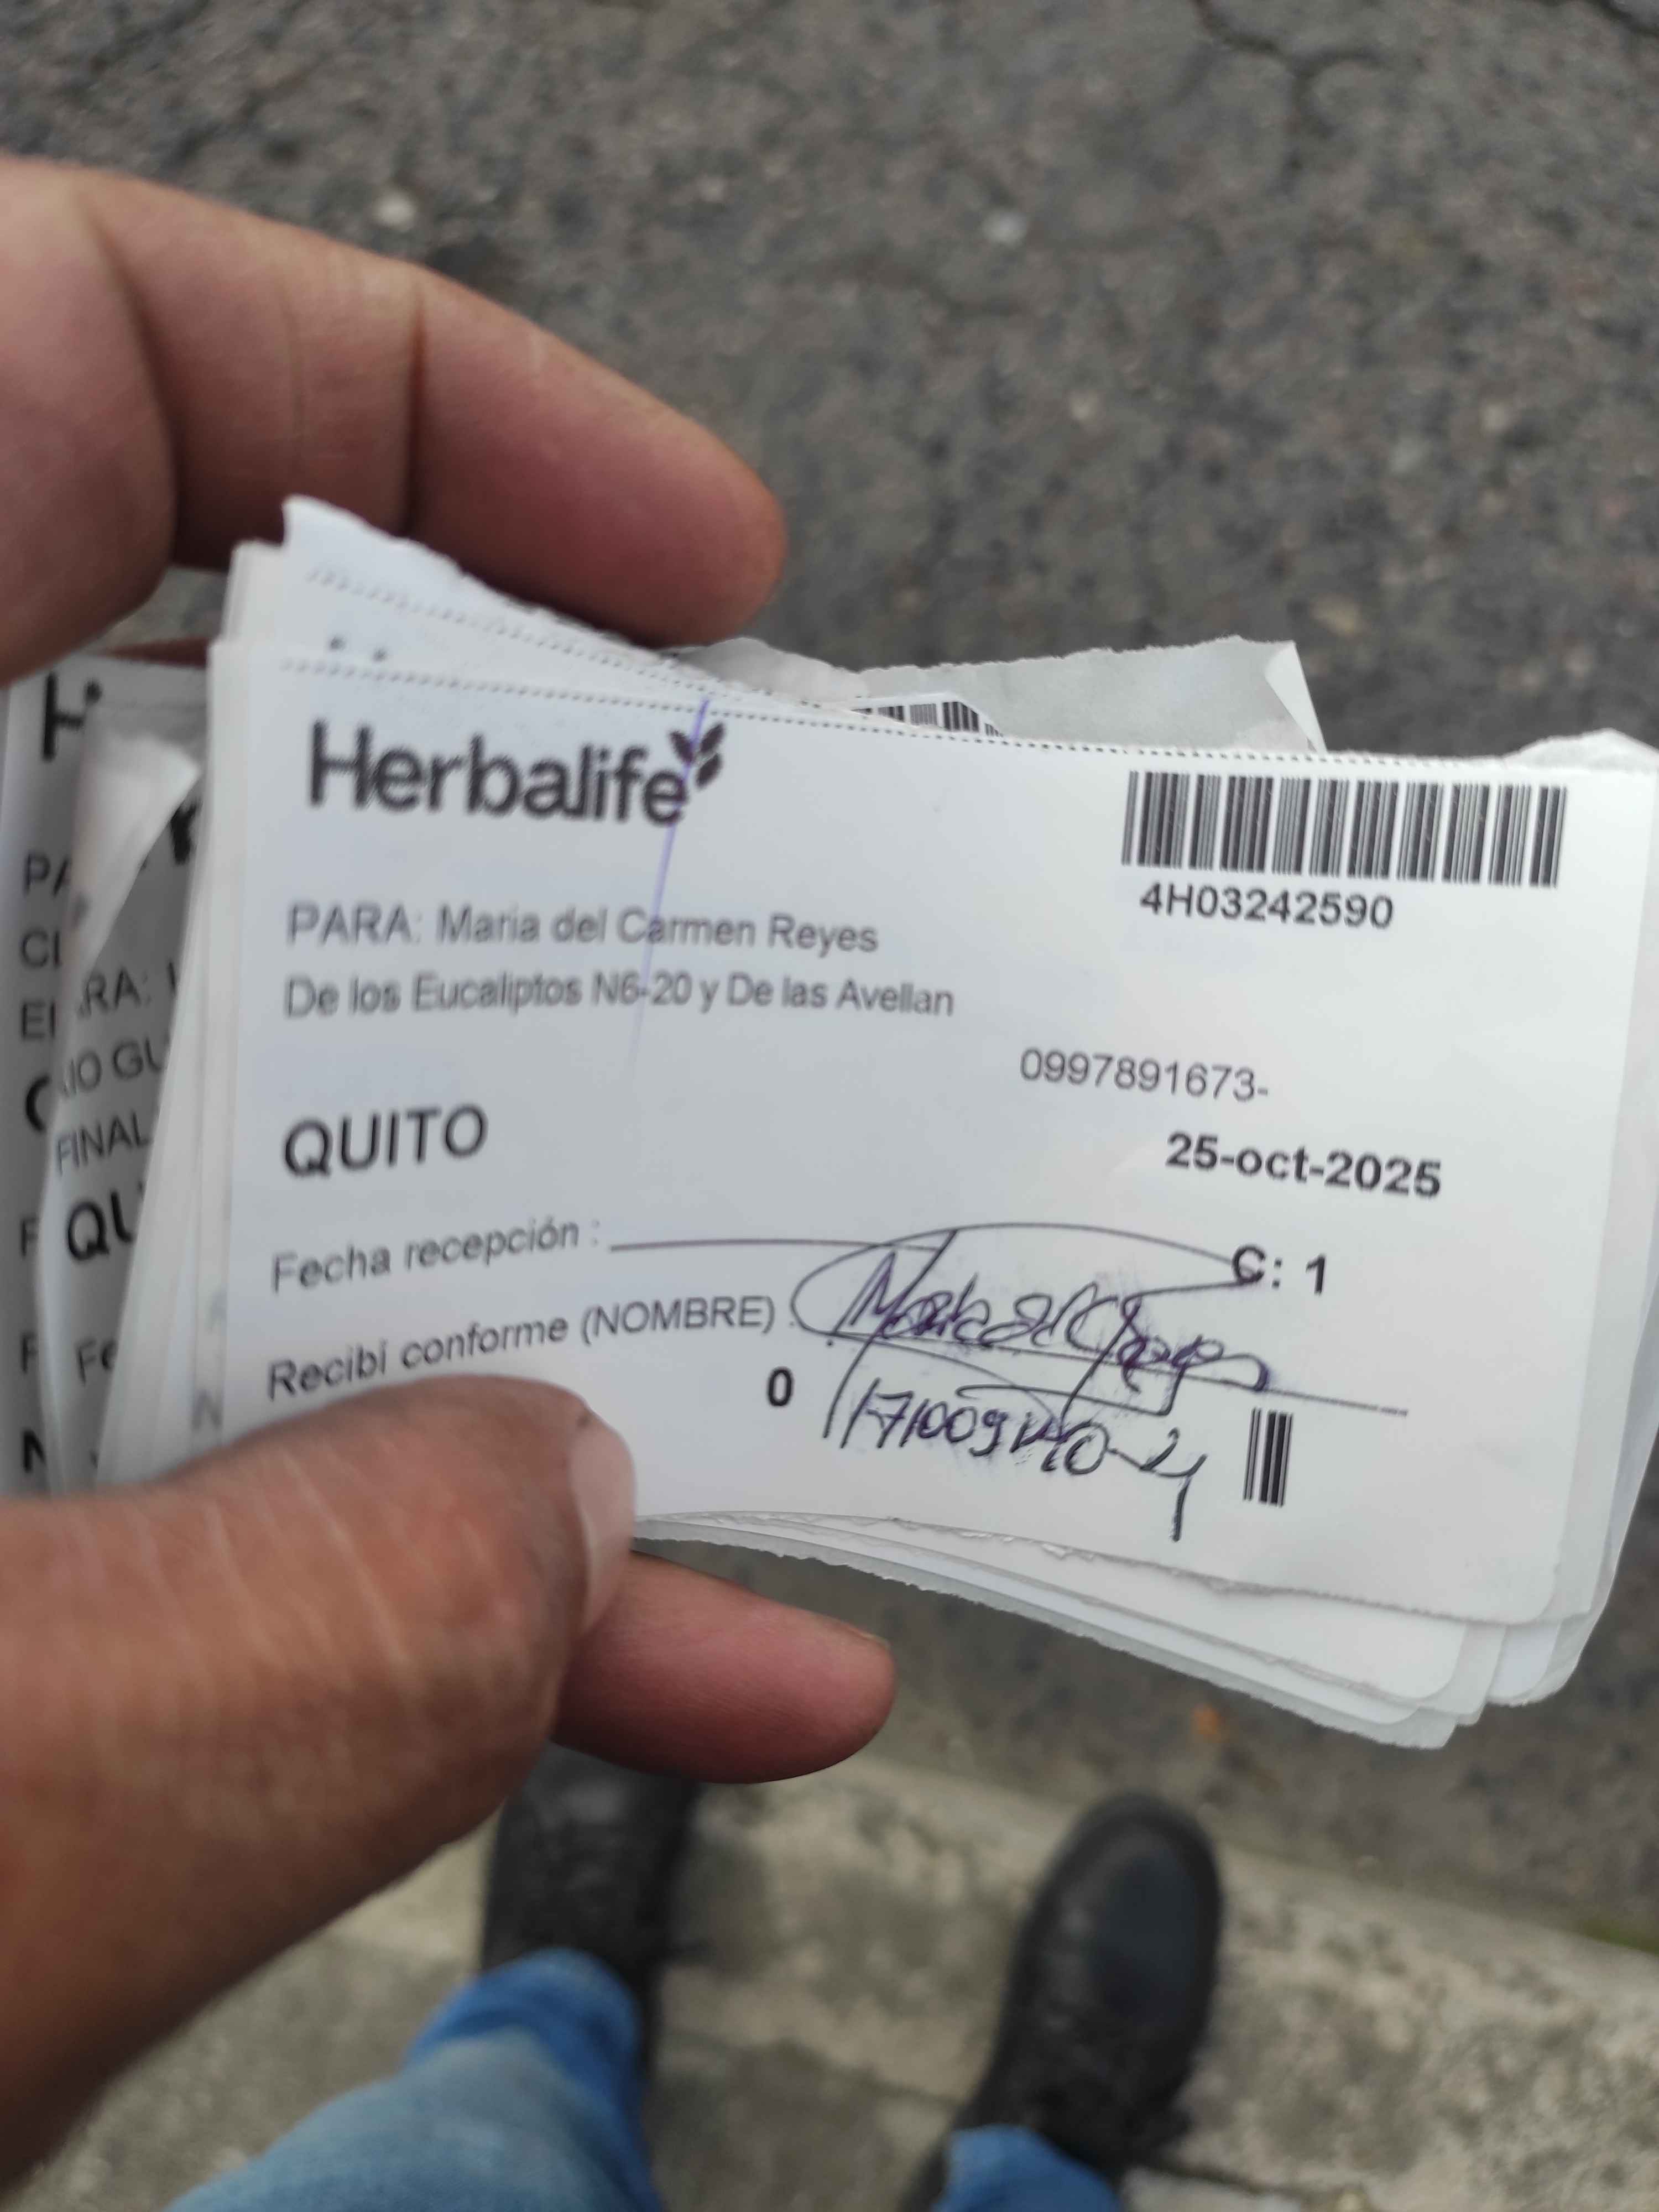 Herbalife
4H03242590
PARA: Maria del Carmen Reyes
De los Eucaliptos N6-20 y De las Avellan
0997891673-
QUITO
25-oct-2025
Fecha recepción :
C: 1
Recibí conforme (NOMBRE)
0